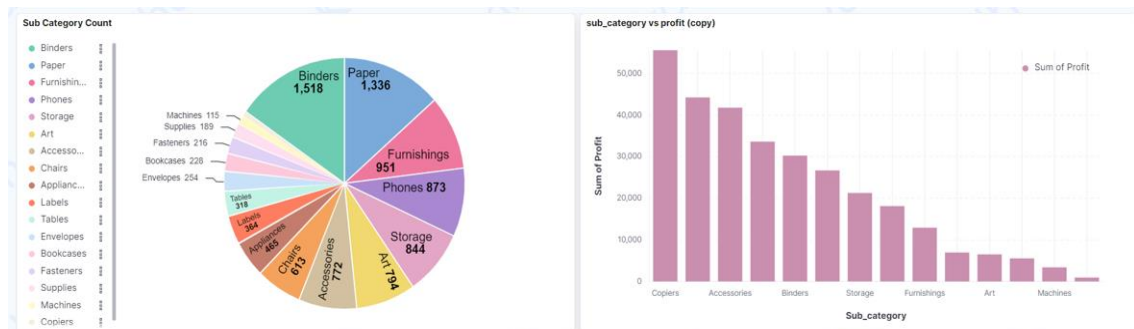 Sub Category Count
Binders
Paper
Furnishin...
Phones
Storage
Art
Accesso...
Chairs
Applianc...
Labels
Tables
Envelopes
Bookcases
Fasteners
Supplies
Machines
Copiers
Binders
1,518
Paper
1,336
Furnishings
951
Phones 873
Storage
844
Art 794
Accessories
772
Chairs
613
Appliances
465
Labels
364
Tables
318
Envelopes 254
Bookcases 228
Fasteners 216
Supplies 189
Machines 115
sub_category vs profit (copy)
Sum of Profit
50,000
40,000
30,000
20,000
10,000
0
Sum of Profit
Copiers
Accessories
Binders
Storage
Furnishings
Art
Machines
Sub_category